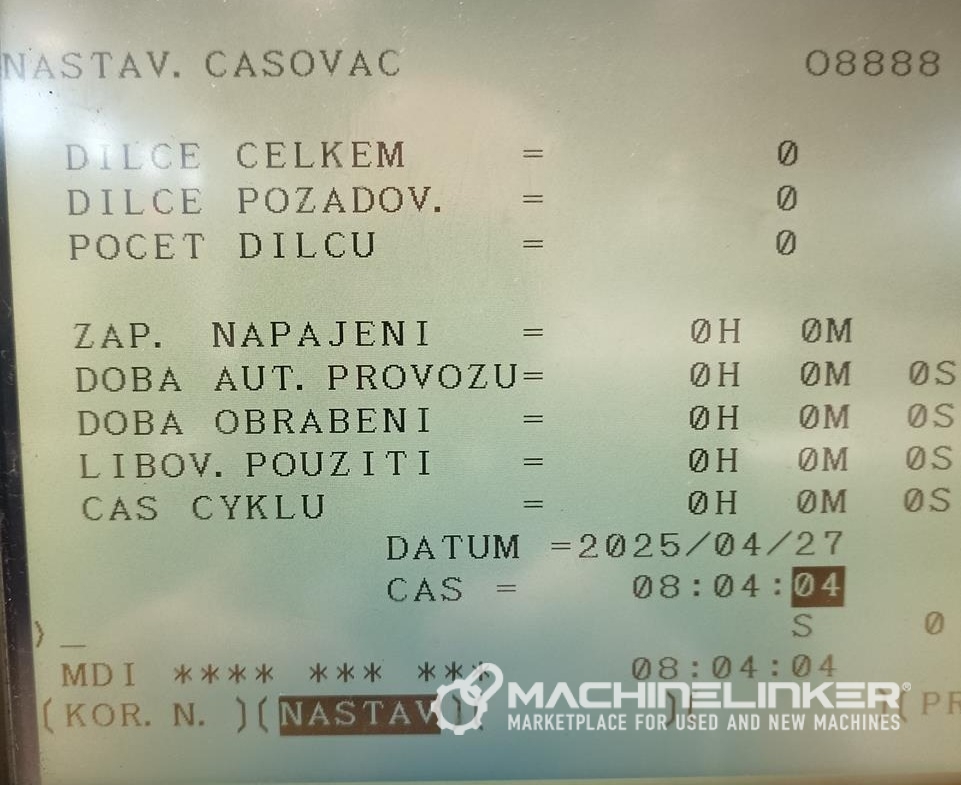 NASTAV. CASOVAC O8888
DILCE CELKEM = 0
DILCE POZADOV. = 0
POCET DILCU = 0
ZAP. NAPAJENI = 0H 0M
DOBA AUT. PROVOZU= 0H 0M 0S
DOBA OBRABENI = 0H 0M 0S
LIBOV. POUZITI = 0H 0M 0S
CAS CYKLU = 0H 0M 0S
DATUM =2025/04/27
CAS = 08:04:04
S 0
)_
MDI **** *** *** 08:04:04
(KOR. N. )(NASTAV)( )( )(PR
MACHINELINKER®
MARKETPLACE FOR USED AND NEW MACHINES